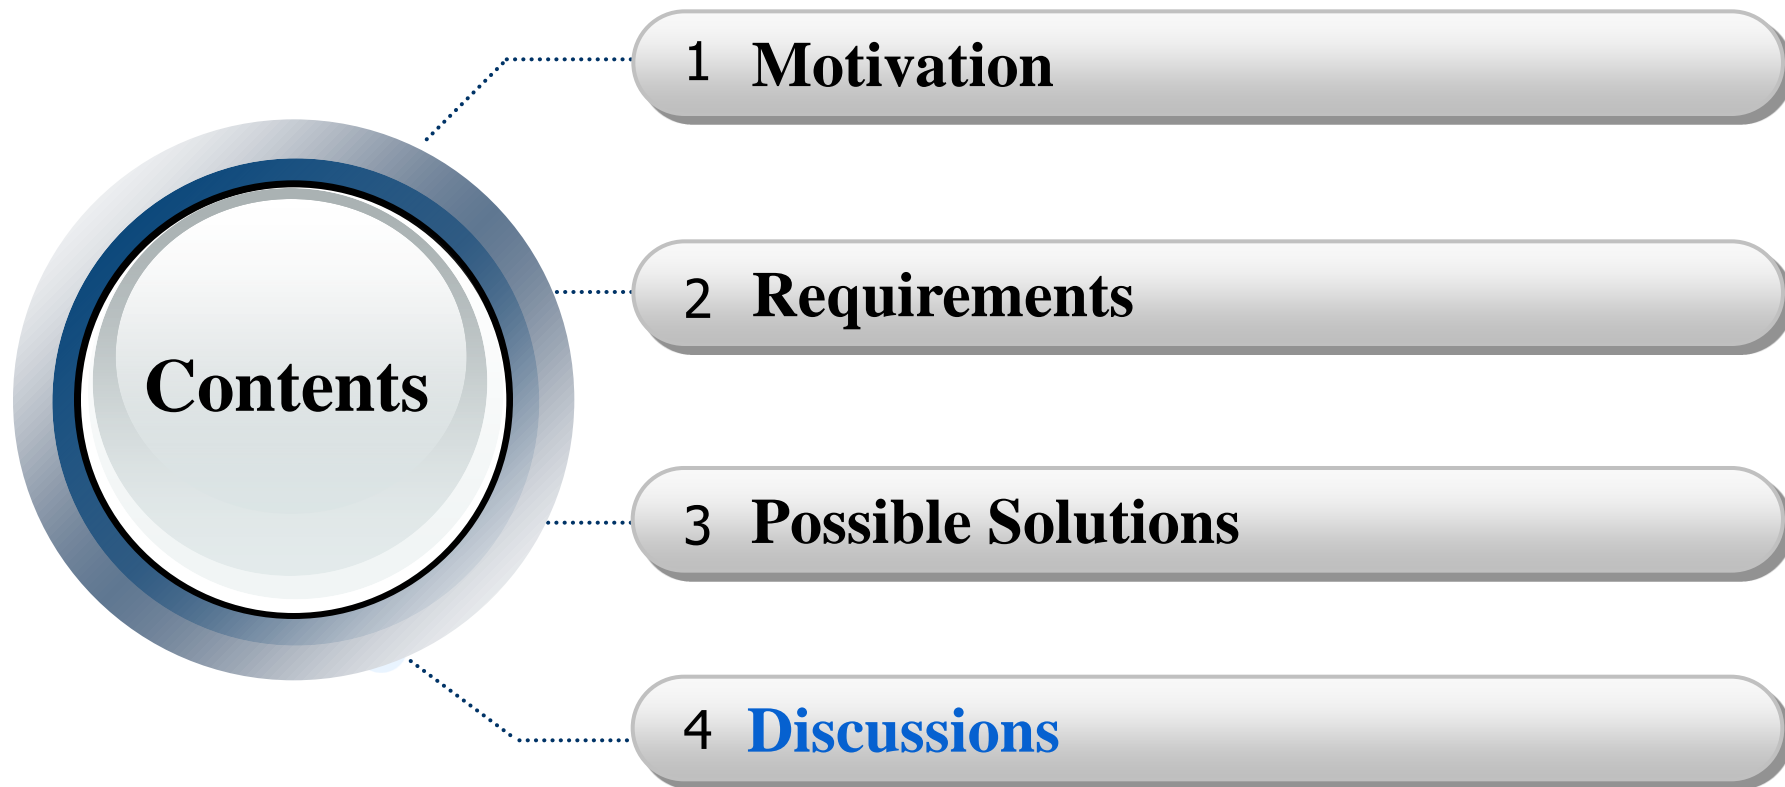 Contents
1 Motivation
2 Requirements
3 Possible Solutions
4 Discussions